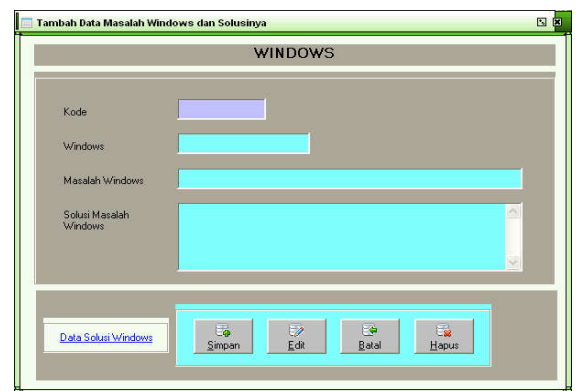 Tambah Data Masalah Windows dan Solusinya
WINDOWS
Kode
Windows
Masalah Windows
Solusi Masalah
Windows
Data Solusi Windows
Simpan
Edit
Batal
Hapus